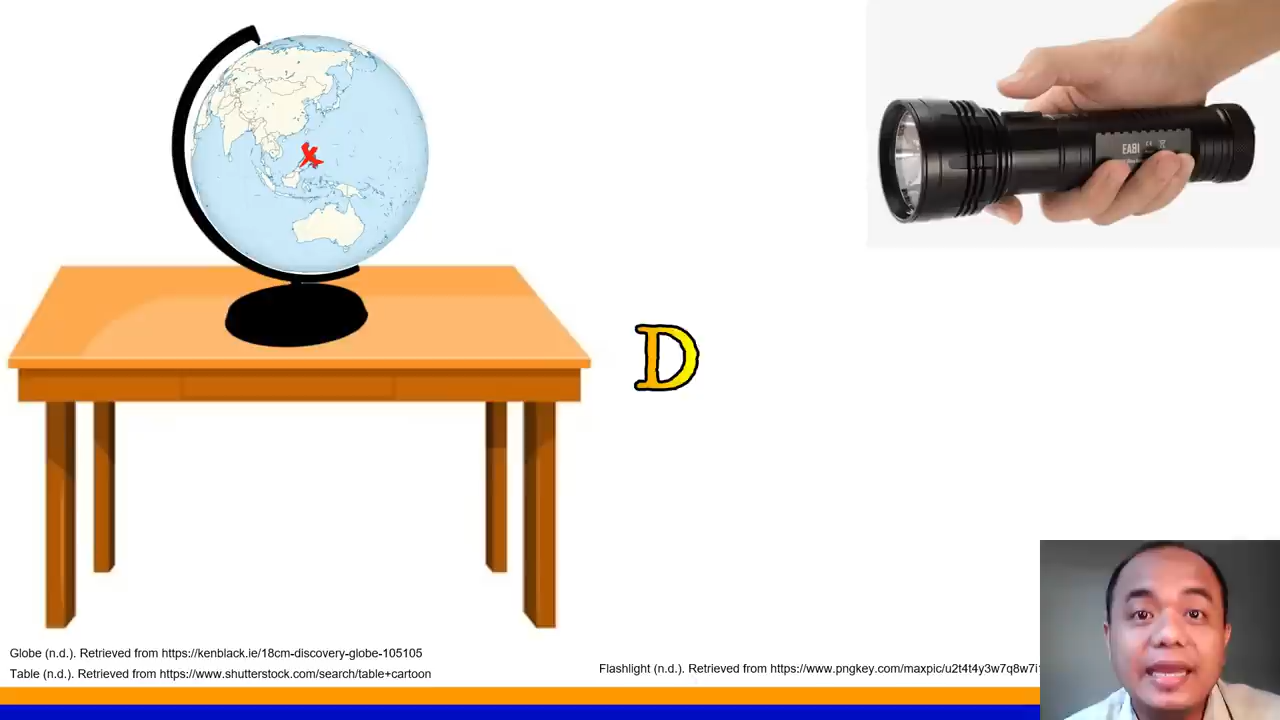 EA8I
D
Globe (n.d.). Retrieved from https://kenblack.ie/18cm-discovery-globe-105105
Table (n.d.). Retrieved from https://www.shutterstock.com/search/table+cartoon
Flashlight (n.d.). Retrieved from https://www.pngkey.com/maxpic/u2t4t4y3w7q8w7i